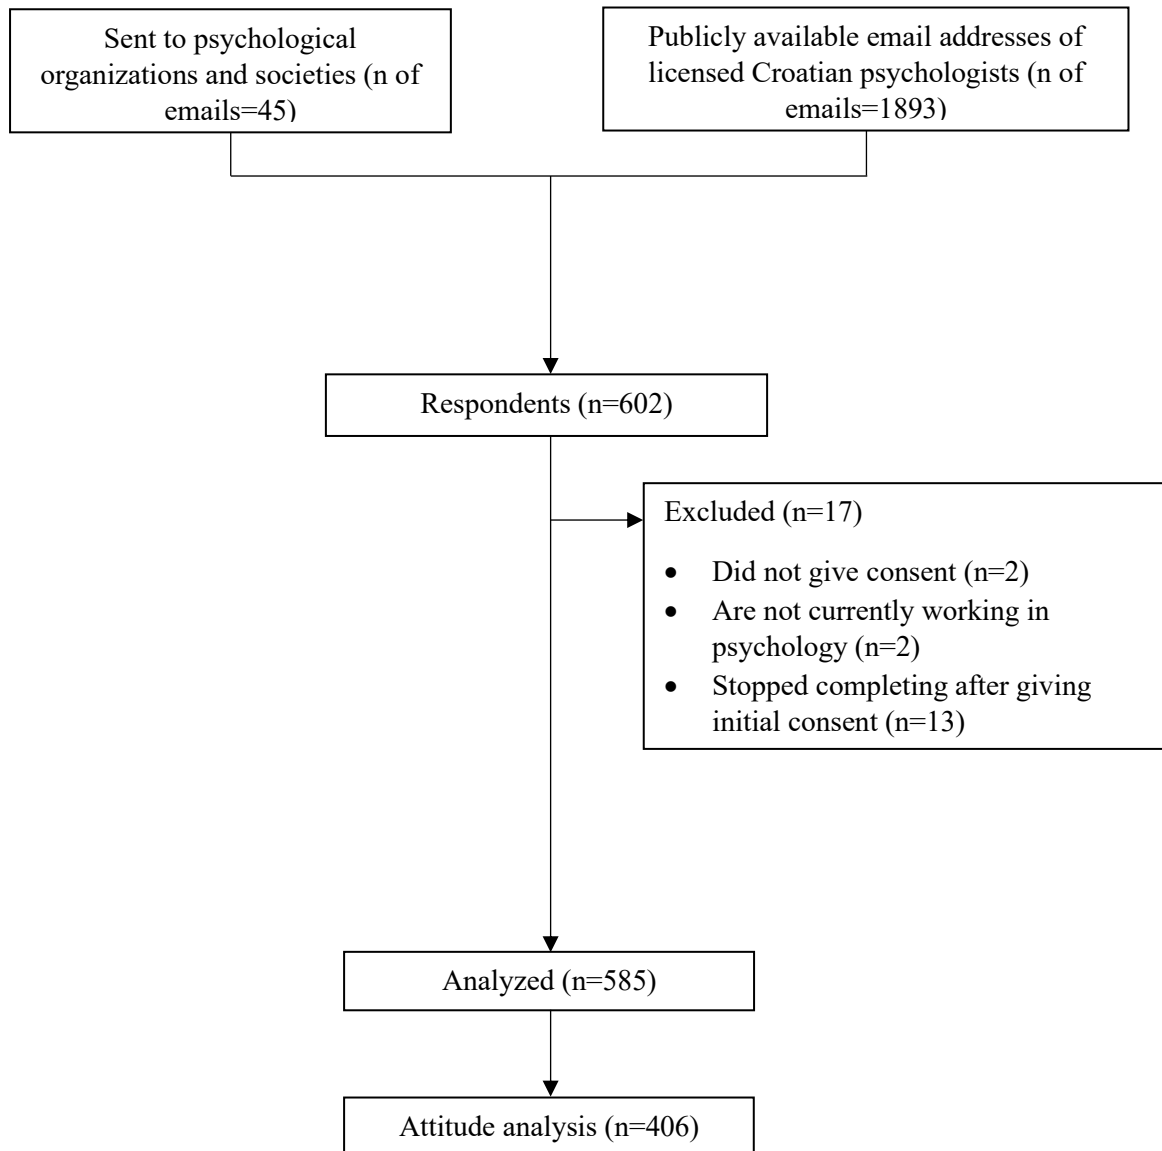 Sent to psychological
organizations and societies (n of
emails=45)
Publicly available email addresses of
licensed Croatian psychologists (n of
emails=1893)
Respondents (n=602)
Excluded (n=17)
• Did not give consent (n=2)
• Are not currently working in
psychology (n=2)
• Stopped completing after giving
initial consent (n=13)
Analyzed (n=585)
Attitude analysis (n=406)